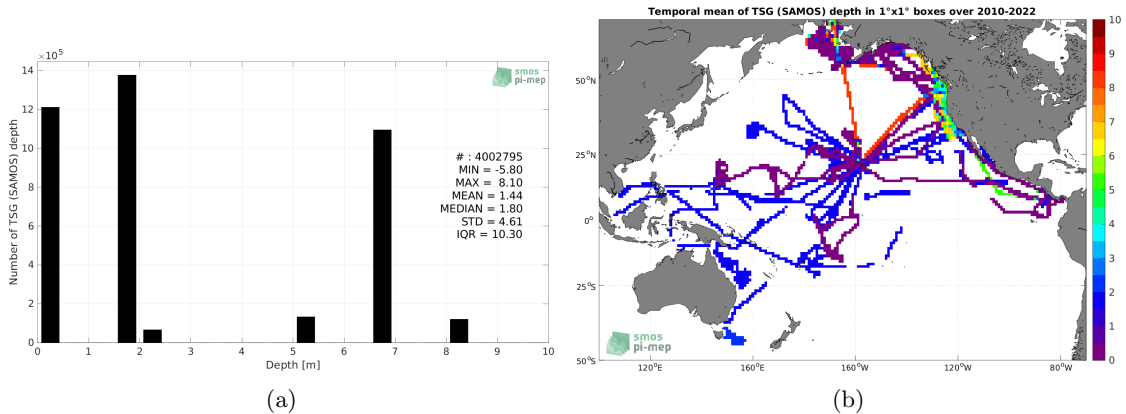 ×10⁵
14
12
10
8
6
4
2
0
Number of TSG (SAMOS) depth
smos
pi-mep
# : 4002795
MIN = -5.80
MAX = 8.10
MEAN = 1.44
MEDIAN = 1.80
STD = 4.61
IQR = 10.30
0 1 2 3 4 5 6 7 8 9 10
Depth [m]
(a)
Temporal mean of TSG (SAMOS) depth in 1°x1° boxes over 2010-2022
50°N
25°N
0°
25°S
50°S
120°E 160°E 160°W 120°W 80°W
smos
pi-mep
10
9
8
7
6
5
4
3
2
1
0
(b)